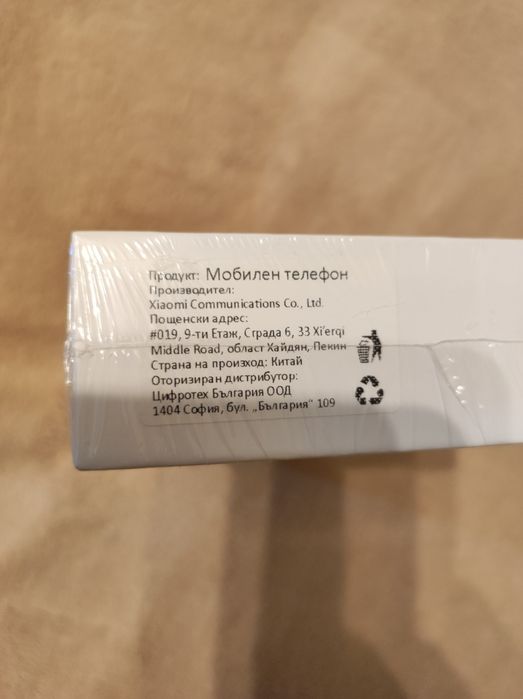 Продукт: Мобилен телефон
Производител:
Xiaomi Communications Co., Ltd.
Пощенски адрес:
#019, 9-ти Етаж, Сграда 6, 33 Xi'erqi
Middle Road, област Хайдян, Пекин
Страна на произход: Китай
Оторизиран дистрибутор:
Цифротех България ООД
1404 София, бул. „България" 109